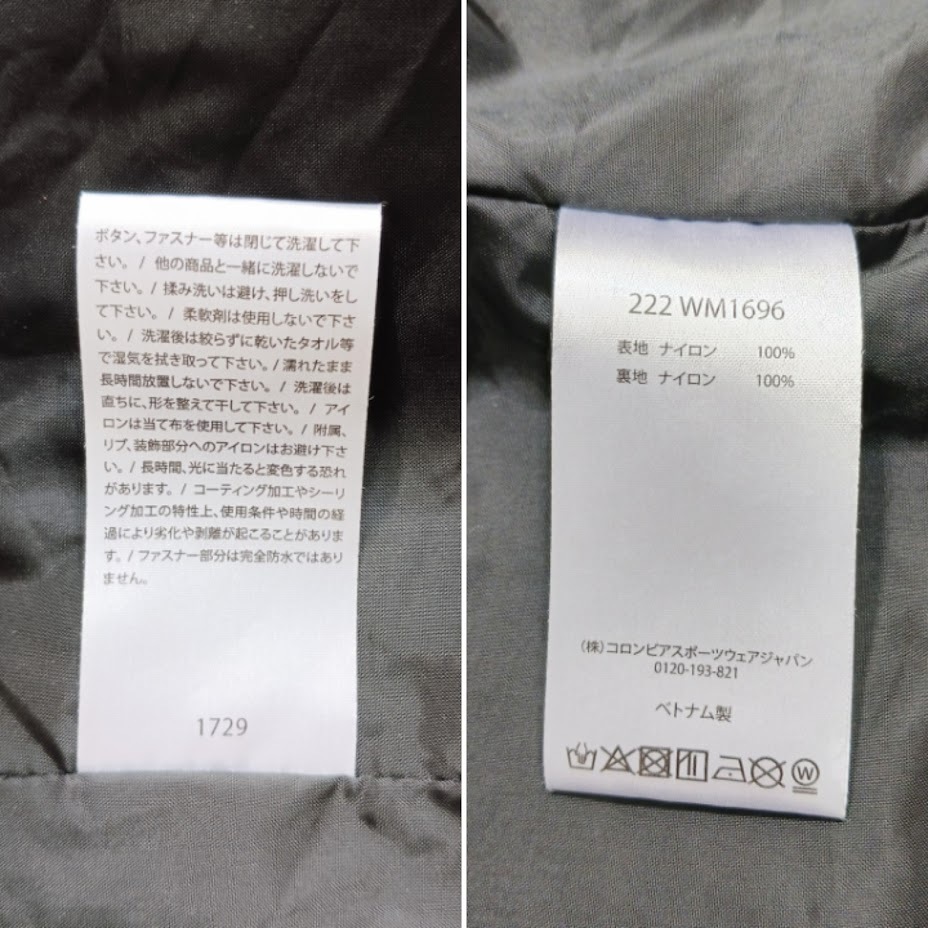 ボタン、ファスナー等は閉じて洗濯して下
さい。 / 他の商品と一緒に洗濯しないで
下さい。/ 揉み洗いは避け、押し洗いをし
て下さい。 / 柔軟剤は使用しないで下さ
い。 / 洗濯後は絞らずに乾いたタオル等
で湿気を拭き取って下さい。/ 濡れたまま
長時間放置しないで下さい。/ 洗濯後は
直ちに、形を整えて干して下さい。 / アイ
ロンは当て布を使用して下さい。/ 附属、
リブ、装飾部分へのアイロンはお避け下さ
い。/ 長時間、光に当たると変色する恐れ
があります。/ コーティング加工やシーリ
ング加工の特性上、使用条件や時間の経
過により劣化や剥離が起こることがありま
す。/ ファスナー部分は完全防水ではあり
ません。
1729
222 WM1696
表地 ナイロン 100%
裏地 ナイロン 100%
(株)コロンビアスポーツウェアジャパン
0120-193-821
ベトナム製
W